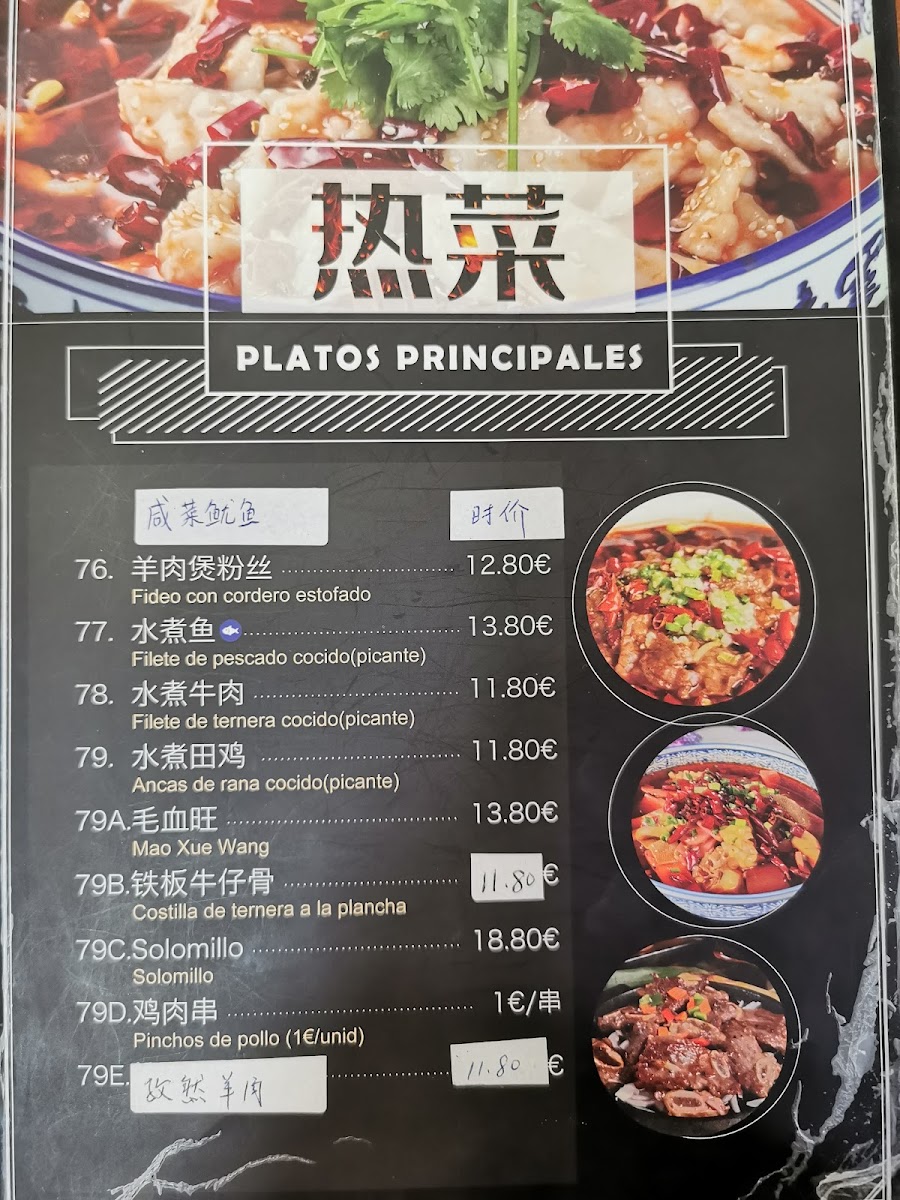 热菜
PLATOS PRINCIPALES
咸菜鱿鱼 时价
76. 羊肉煲粉丝 12.80€
Fideo con cordero estofado
77. 水煮鱼 13.80€
Filete de pescado cocido(picante)
78. 水煮牛肉 11.80€
Filete de ternera cocido(picante)
79. 水煮田鸡 11.80€
Ancas de rana cocido(picante)
79A.毛血旺 13.80€
Mao Xue Wang
79B.铁板牛仔骨 11.80€
Costilla de ternera a la plancha
79C.Solomillo 18.80€
Solomillo
79D.鸡肉串 1€/串
Pinchos de pollo (1€/unid)
79E. 孜然羊肉 11.80€